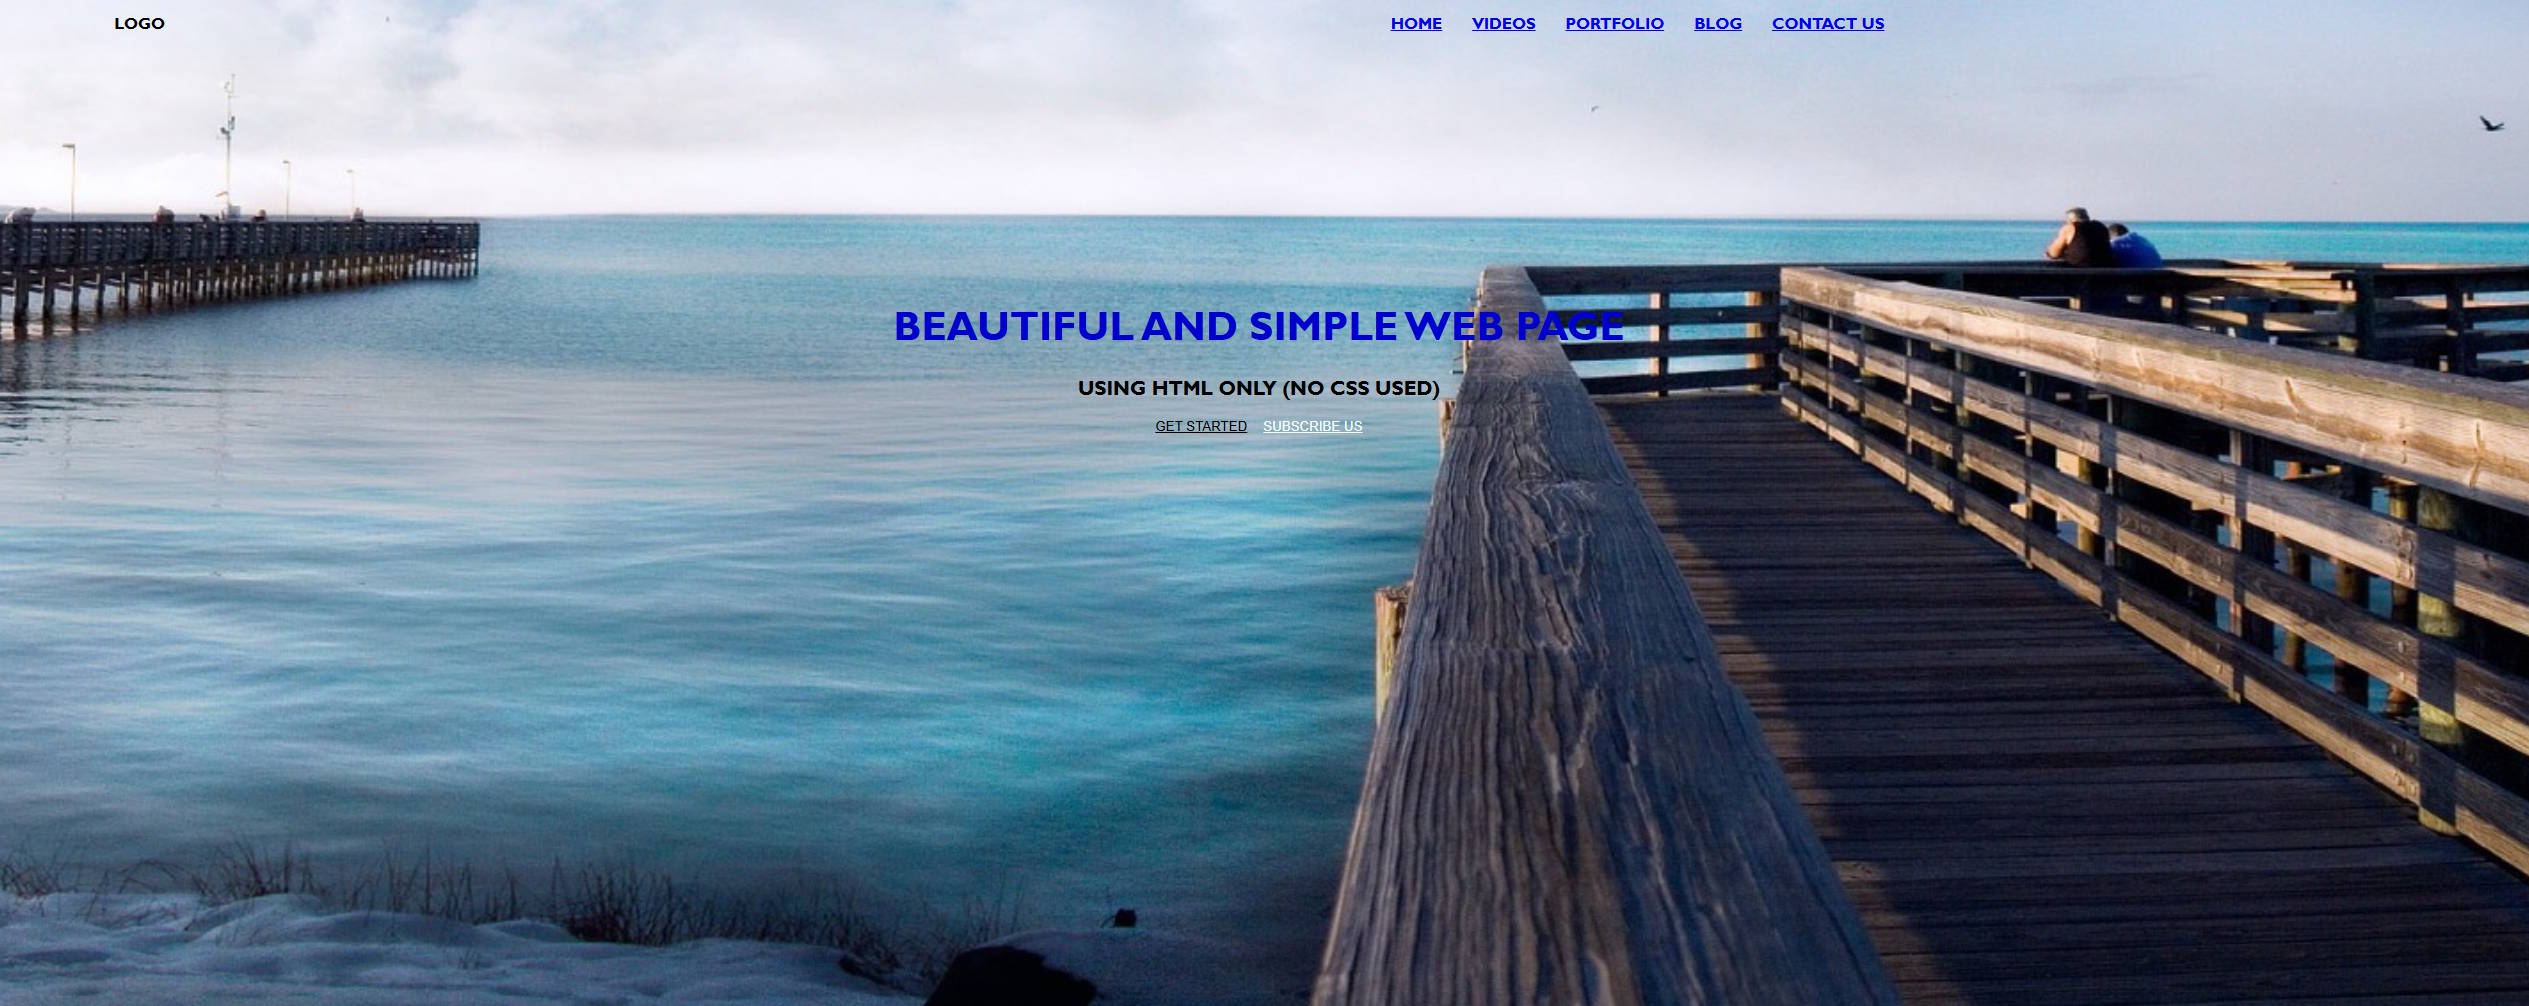 LOGO HOME VIDEOS PORTFOLIO BLOG CONTACT US
BEAUTIFUL AND SIMPLE WEB PAGE
USING HTML ONLY (NO CSS USED)
GET STARTED SUBSCRIBE US